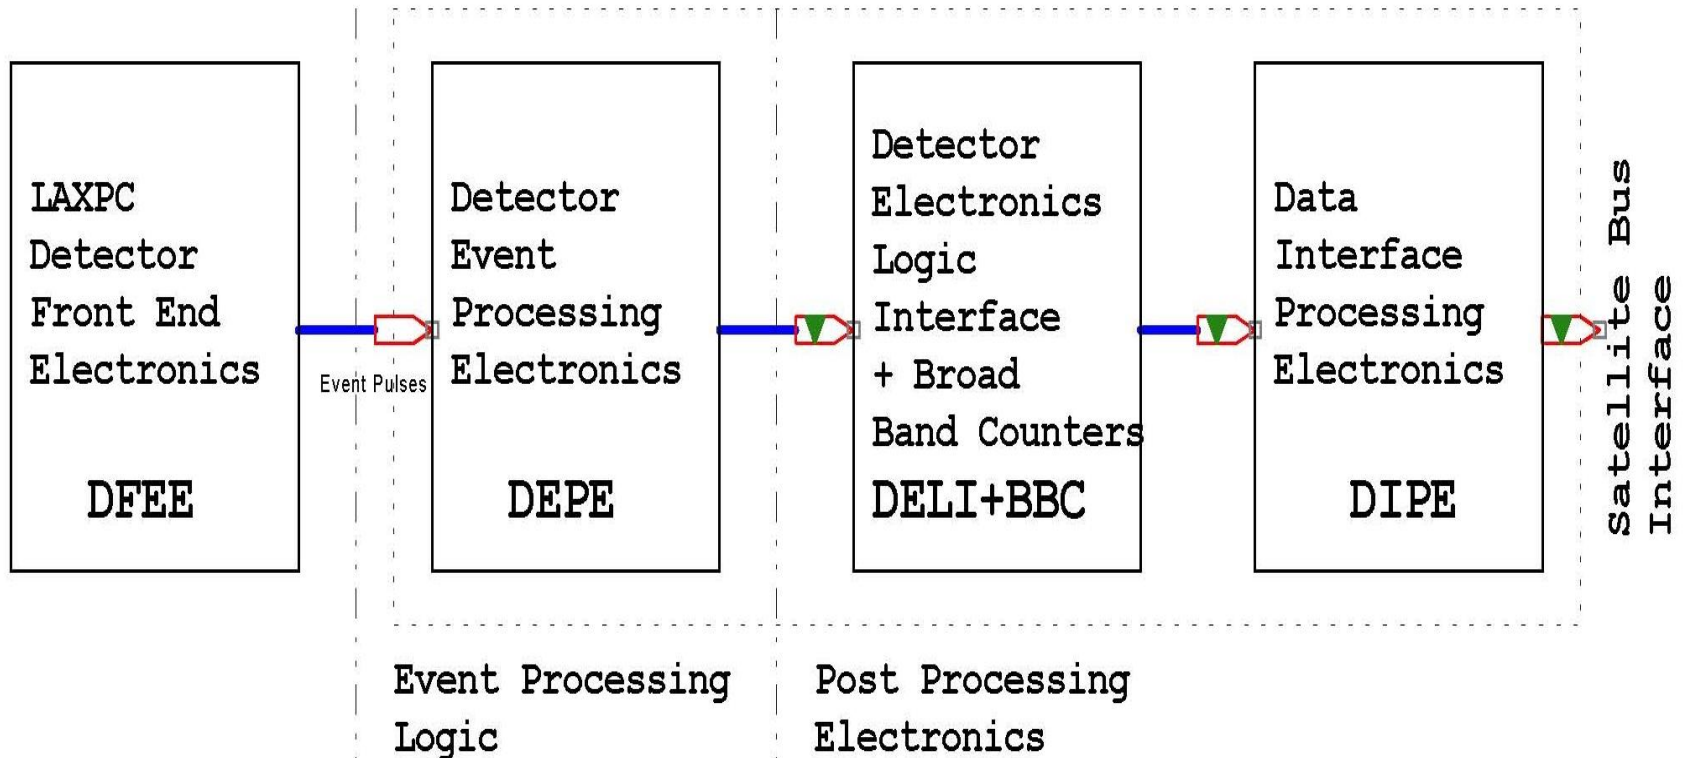 LAXPC
Detector
Front End
Electronics
DFEE
Event Pulses
Detector
Event
Processing
Electronics
DEPE
Detector
Electronics
Logic
Interface
+ Broad
Band Counters
DELI+BBC
Data
Interface
Processing
Electronics
DIPE
Satellite Bus
Interface
Event Processing
Logic
Post Processing
Electronics